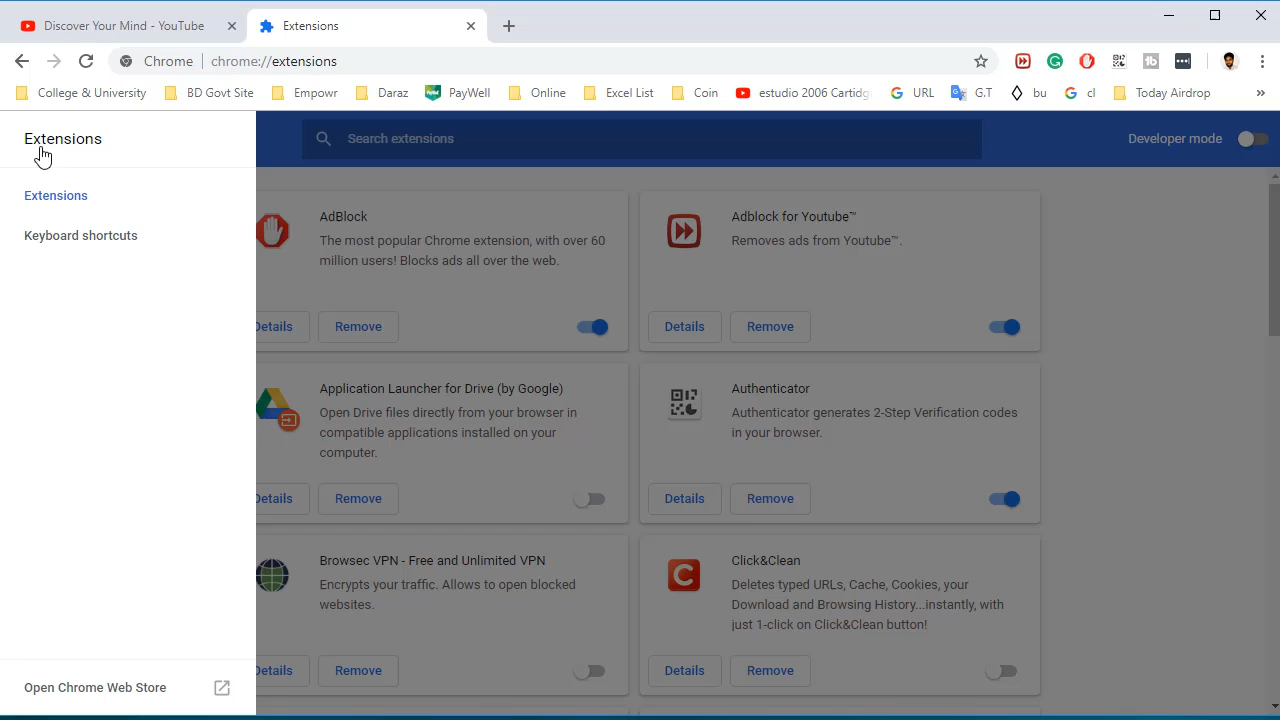 Discover Your Mind - YouTube
Extensions
Chrome
chrome://extensions
College & University
BD Govt Site
Empowr
Daraz
PayWell
Online
Excel List
Coin
estudio 2006 Cartidg
URL
G.T
bu
cl
Today Airdrop
»
Extensions
Search extensions
Developer mode
Extensions
Keyboard shortcuts
AdBlock
The most popular Chrome extension, with over 60
million users! Blocks ads all over the web.
Details
Remove
Adblock for Youtube™
Removes ads from Youtube™.
Details
Remove
Application Launcher for Drive (by Google)
Open Drive files directly from your browser in
compatible applications installed on your
computer.
Details
Remove
Authenticator
Authenticator generates 2-Step Verification codes
in your browser.
Details
Remove
Browsec VPN - Free and Unlimited VPN
Encrypts your traffic. Allows to open blocked
websites.
Details
Remove
Click&Clean
Deletes typed URLs, Cache, Cookies, your
Download and Browsing History...instantly, with
just 1-click on Click&Clean button!
Details
Remove
Open Chrome Web Store